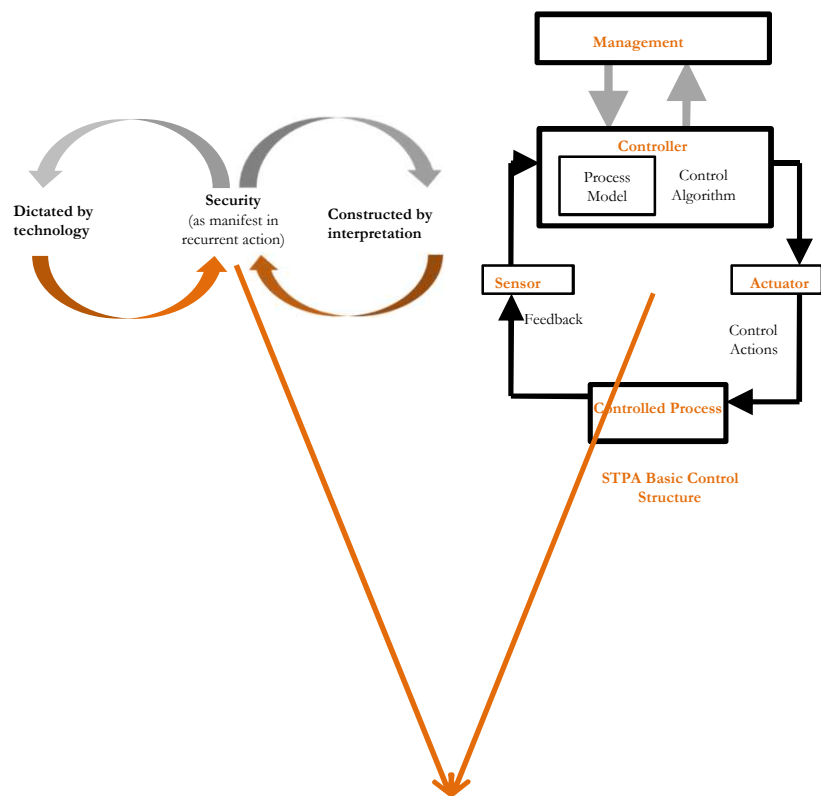 Dictated by
technology
Security
(as manifest in
recurrent action)
Constructed by
interpretation
Management
Controller
Process
Model
Control
Algorithm
Sensor
Actuator
Feedback
Control
Actions
Controlled Process
STPA Basic Control
Structure